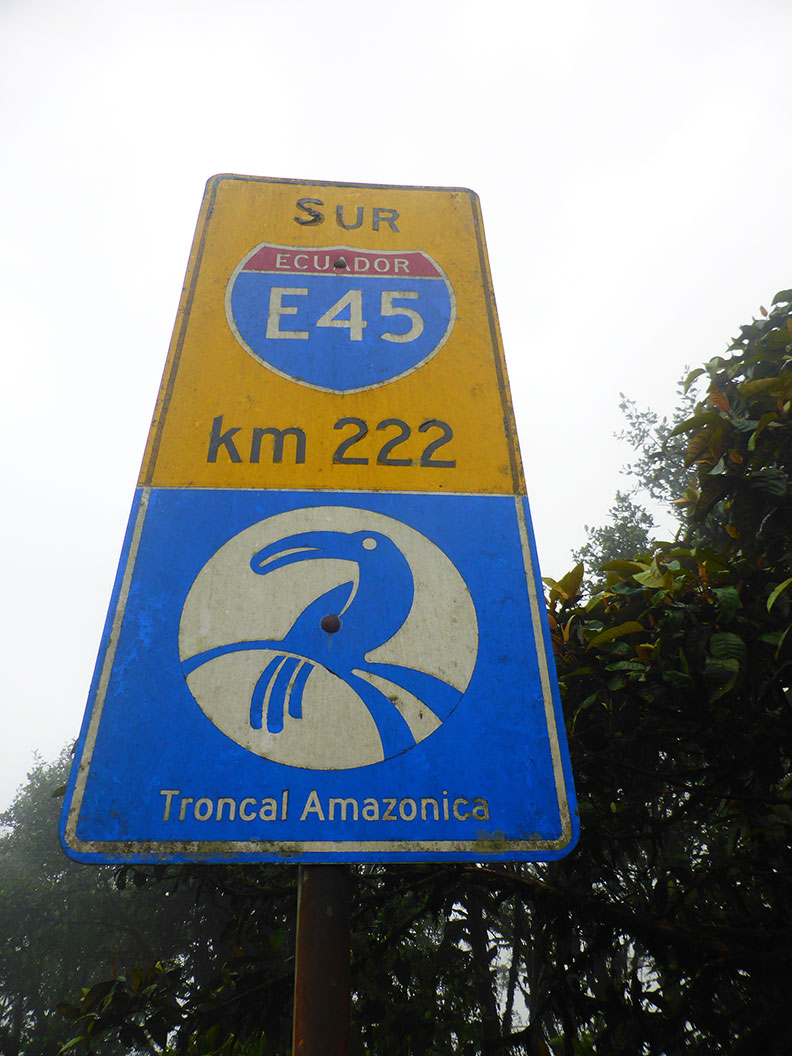 SUR
ECUADOR
E45
km 222
Troncal Amazonica